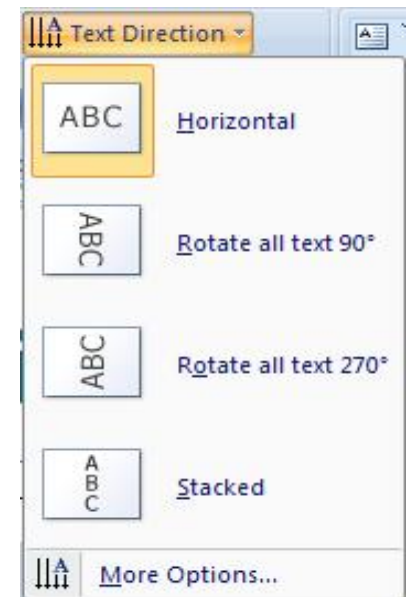 Text Direction
ABC Horizontal
ABC Rotate all text 90°
ABC Rotate all text 270°
A
B
C
Stacked
More Options...